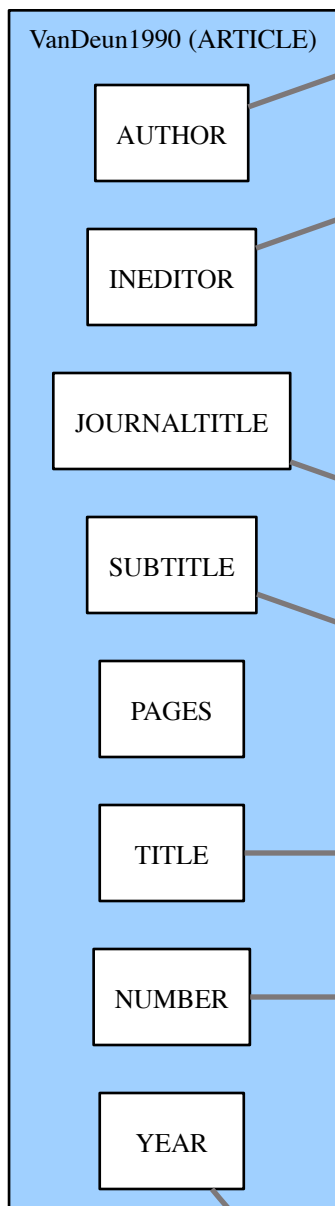 VanDeun1990 (ARTICLE)
AUTHOR
INEDITOR
JOURNALTITLE
SUBTITLE
PAGES
TITLE
NUMBER
YEAR